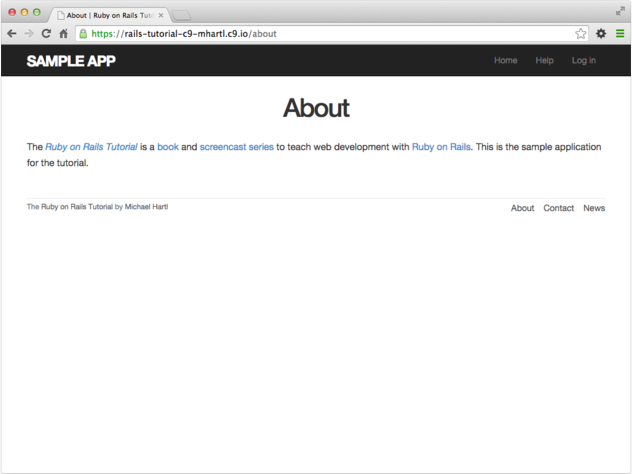 About | Ruby on Rails Tuto
https://rails-tutorial-c9-mhartl.c9.io/about
SAMPLE APP Home Help Log in
About
The Ruby on Rails Tutorial is a book and screencast series to teach web development with Ruby on Rails. This is the sample application
for the tutorial.
The Ruby on Rails Tutorial by Michael Hartl About Contact News